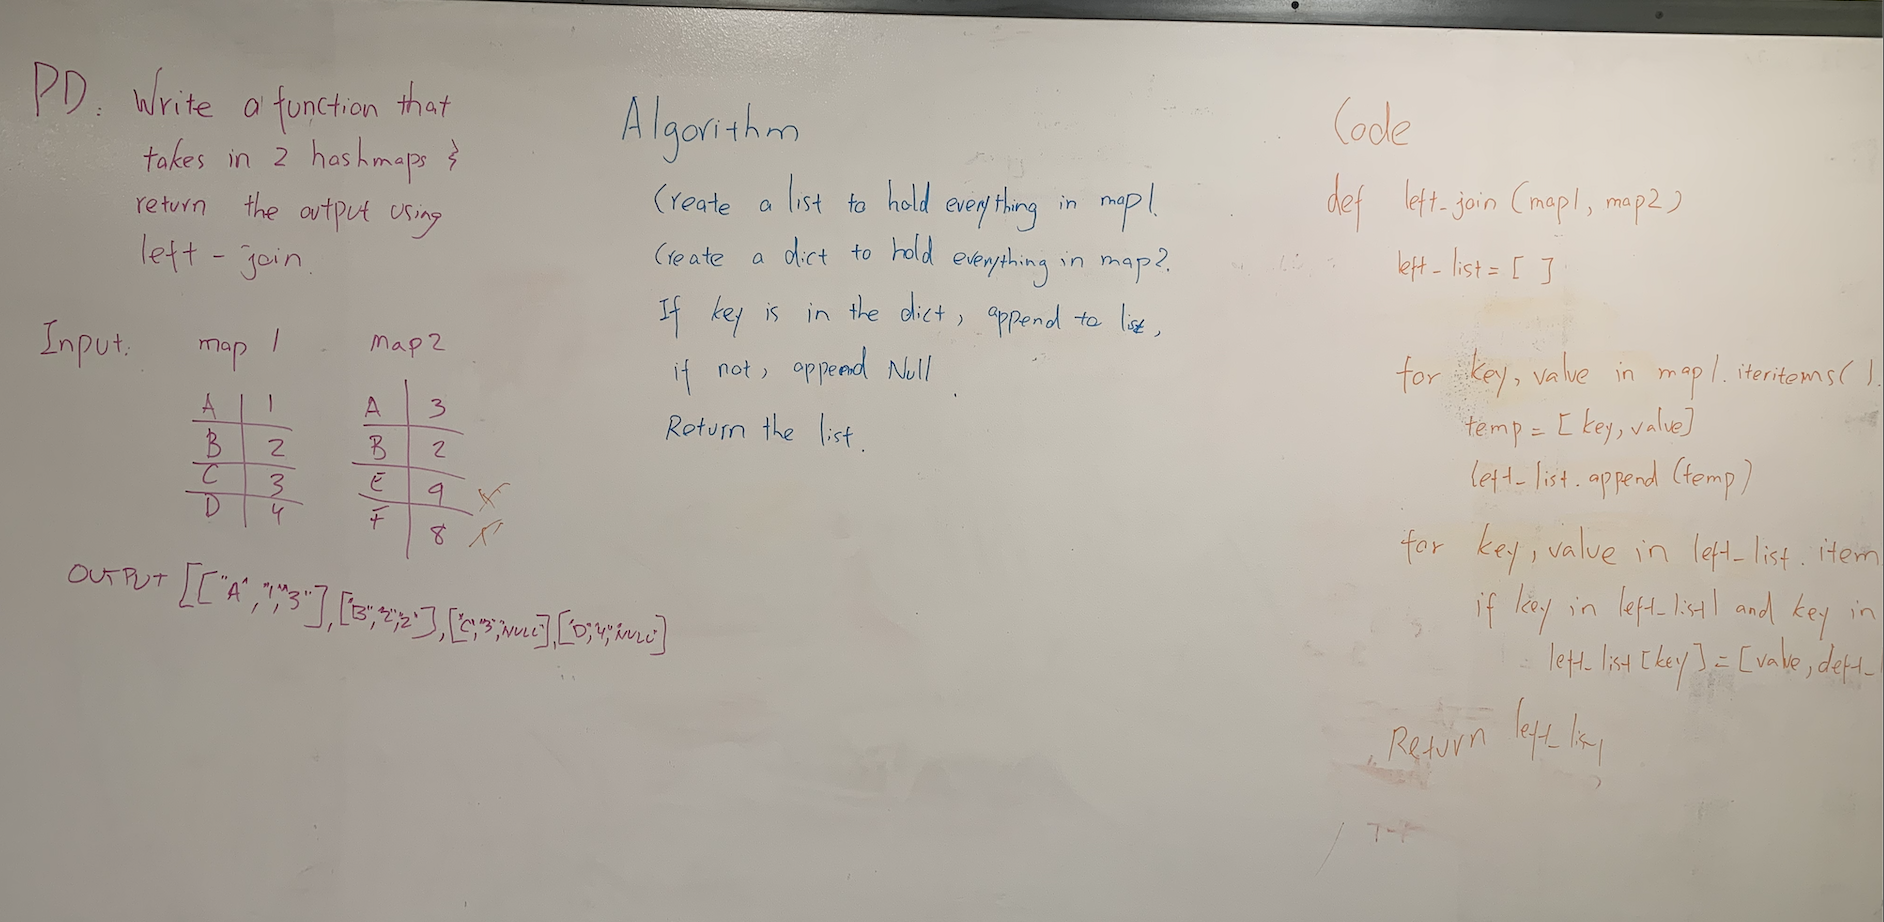 PD: Write a function that
takes in 2 hashmaps &
return the output using
left-join.
Input: map 1 map2
A 1 A 3
B 2 B 2
C 3 E 9 x
D 4 F 8 x
OUTPUT [["A","1","3"],["B","2","2"],["C","3","NULL"],["D","4","NULL"]
Algorithm
Create a list to hold everything in map1.
Create a dict to hold everything in map2.
If key is in the dict, append to list,
if not, append Null
Return the list.
Code
def left_join (map1, map2)
left_list = [ ]
for key, value in map1.iteritems( ).
temp = [key, value]
left_list.append (temp)
for key, value in left_list.item
if key in left_list1 and key in
left_list [key] = [value,
Return left_list